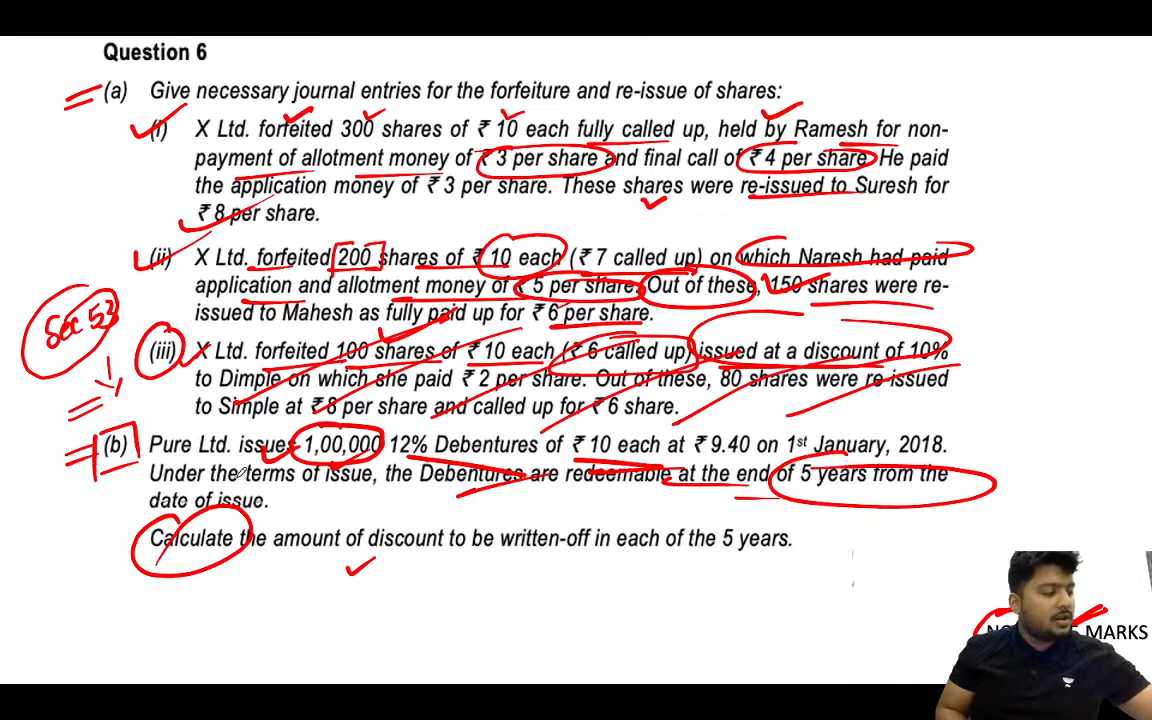 Question 6
(a) Give necessary journal entries for the forfeiture and re-issue of shares:
(i) X Ltd. forfeited 300 shares of ₹ 10 each fully called up, held by Ramesh for non-
payment of allotment money of ₹ 3 per share and final call of ₹ 4 per share. He paid
the application money of ₹ 3 per share. These shares were re-issued to Suresh for
₹ 8 per share.
(ii) X Ltd. forfeited 200 shares of ₹ 10 each (₹ 7 called up) on which Naresh had paid
application and allotment money of ₹ 5 per share. Out of these, 150 shares were re-
issued to Mahesh as fully paid up for ₹ 6 per share.
Sec 53
(iii) X Ltd. forfeited 100 shares of ₹ 10 each (₹ 6 called up) issued at a discount of 10%
to Dimple on which she paid ₹ 2 per share. Out of these, 80 shares were re-issued
to Simple at ₹ 8 per share and called up for ₹ 6 share.
(b) Pure Ltd. issues 1,00,000 12% Debentures of ₹ 10 each at ₹ 9.40 on 1st January, 2018.
Under the terms of issue, the Debentures are redeemable at the end of 5 years from the
date of issue.
Calculate the amount of discount to be written-off in each of the 5 years.
MARKS